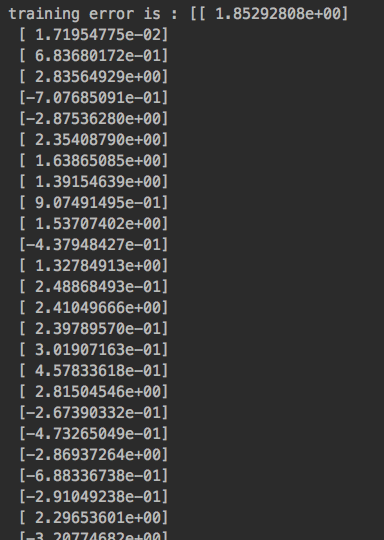 training error is : [[ 1.85292808e+00]
[ 1.71954775e-02]
[ 6.83680172e-01]
[ 2.83564929e+00]
[-7.07685091e-01]
[-2.87536280e+00]
[ 2.35408790e+00]
[ 1.63865085e+00]
[ 1.39154639e+00]
[ 9.07491495e-01]
[ 1.53707402e+00]
[-4.37948427e-01]
[ 1.32784913e+00]
[ 2.48868493e-01]
[ 2.41049666e+00]
[ 2.39789570e-01]
[ 3.01907163e-01]
[ 4.57833618e-01]
[ 2.81504546e+00]
[-2.67390332e-01]
[-4.73265049e-01]
[-2.86937264e+00]
[-6.88336738e-01]
[-2.91049238e-01]
[ 2.29653601e+00]
[-3.20774682e+00]